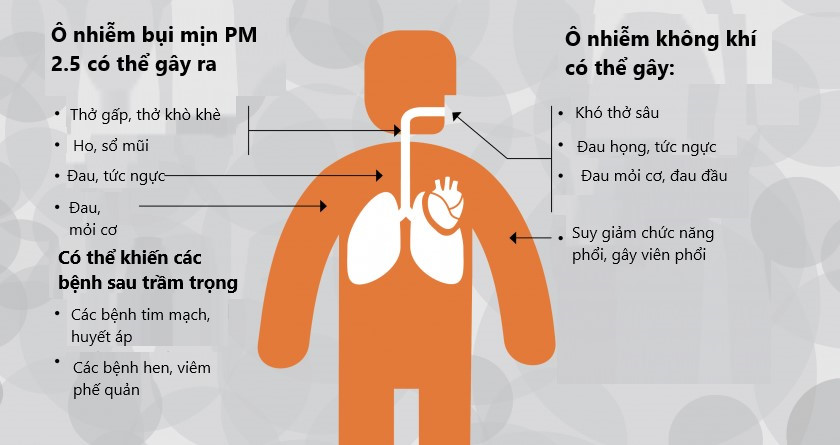 Ô nhiễm bụi mịn PM
2.5 có thể gây ra
• Thở gấp, thở khò khè
• Ho, sổ mũi
• Đau, tức ngực
• Đau,
mỏi cơ
Có thể khiến các
bệnh sau trầm trọng
• Các bệnh tim mạch,
huyết áp
• Các bệnh hen, viêm
phế quản
Ô nhiễm không khí
có thể gây:
• Khó thở sâu
• Đau họng, tức ngực
• Đau mỏi cơ, đau đầu
• Suy giảm chức năng
phổi, gây viên phổi